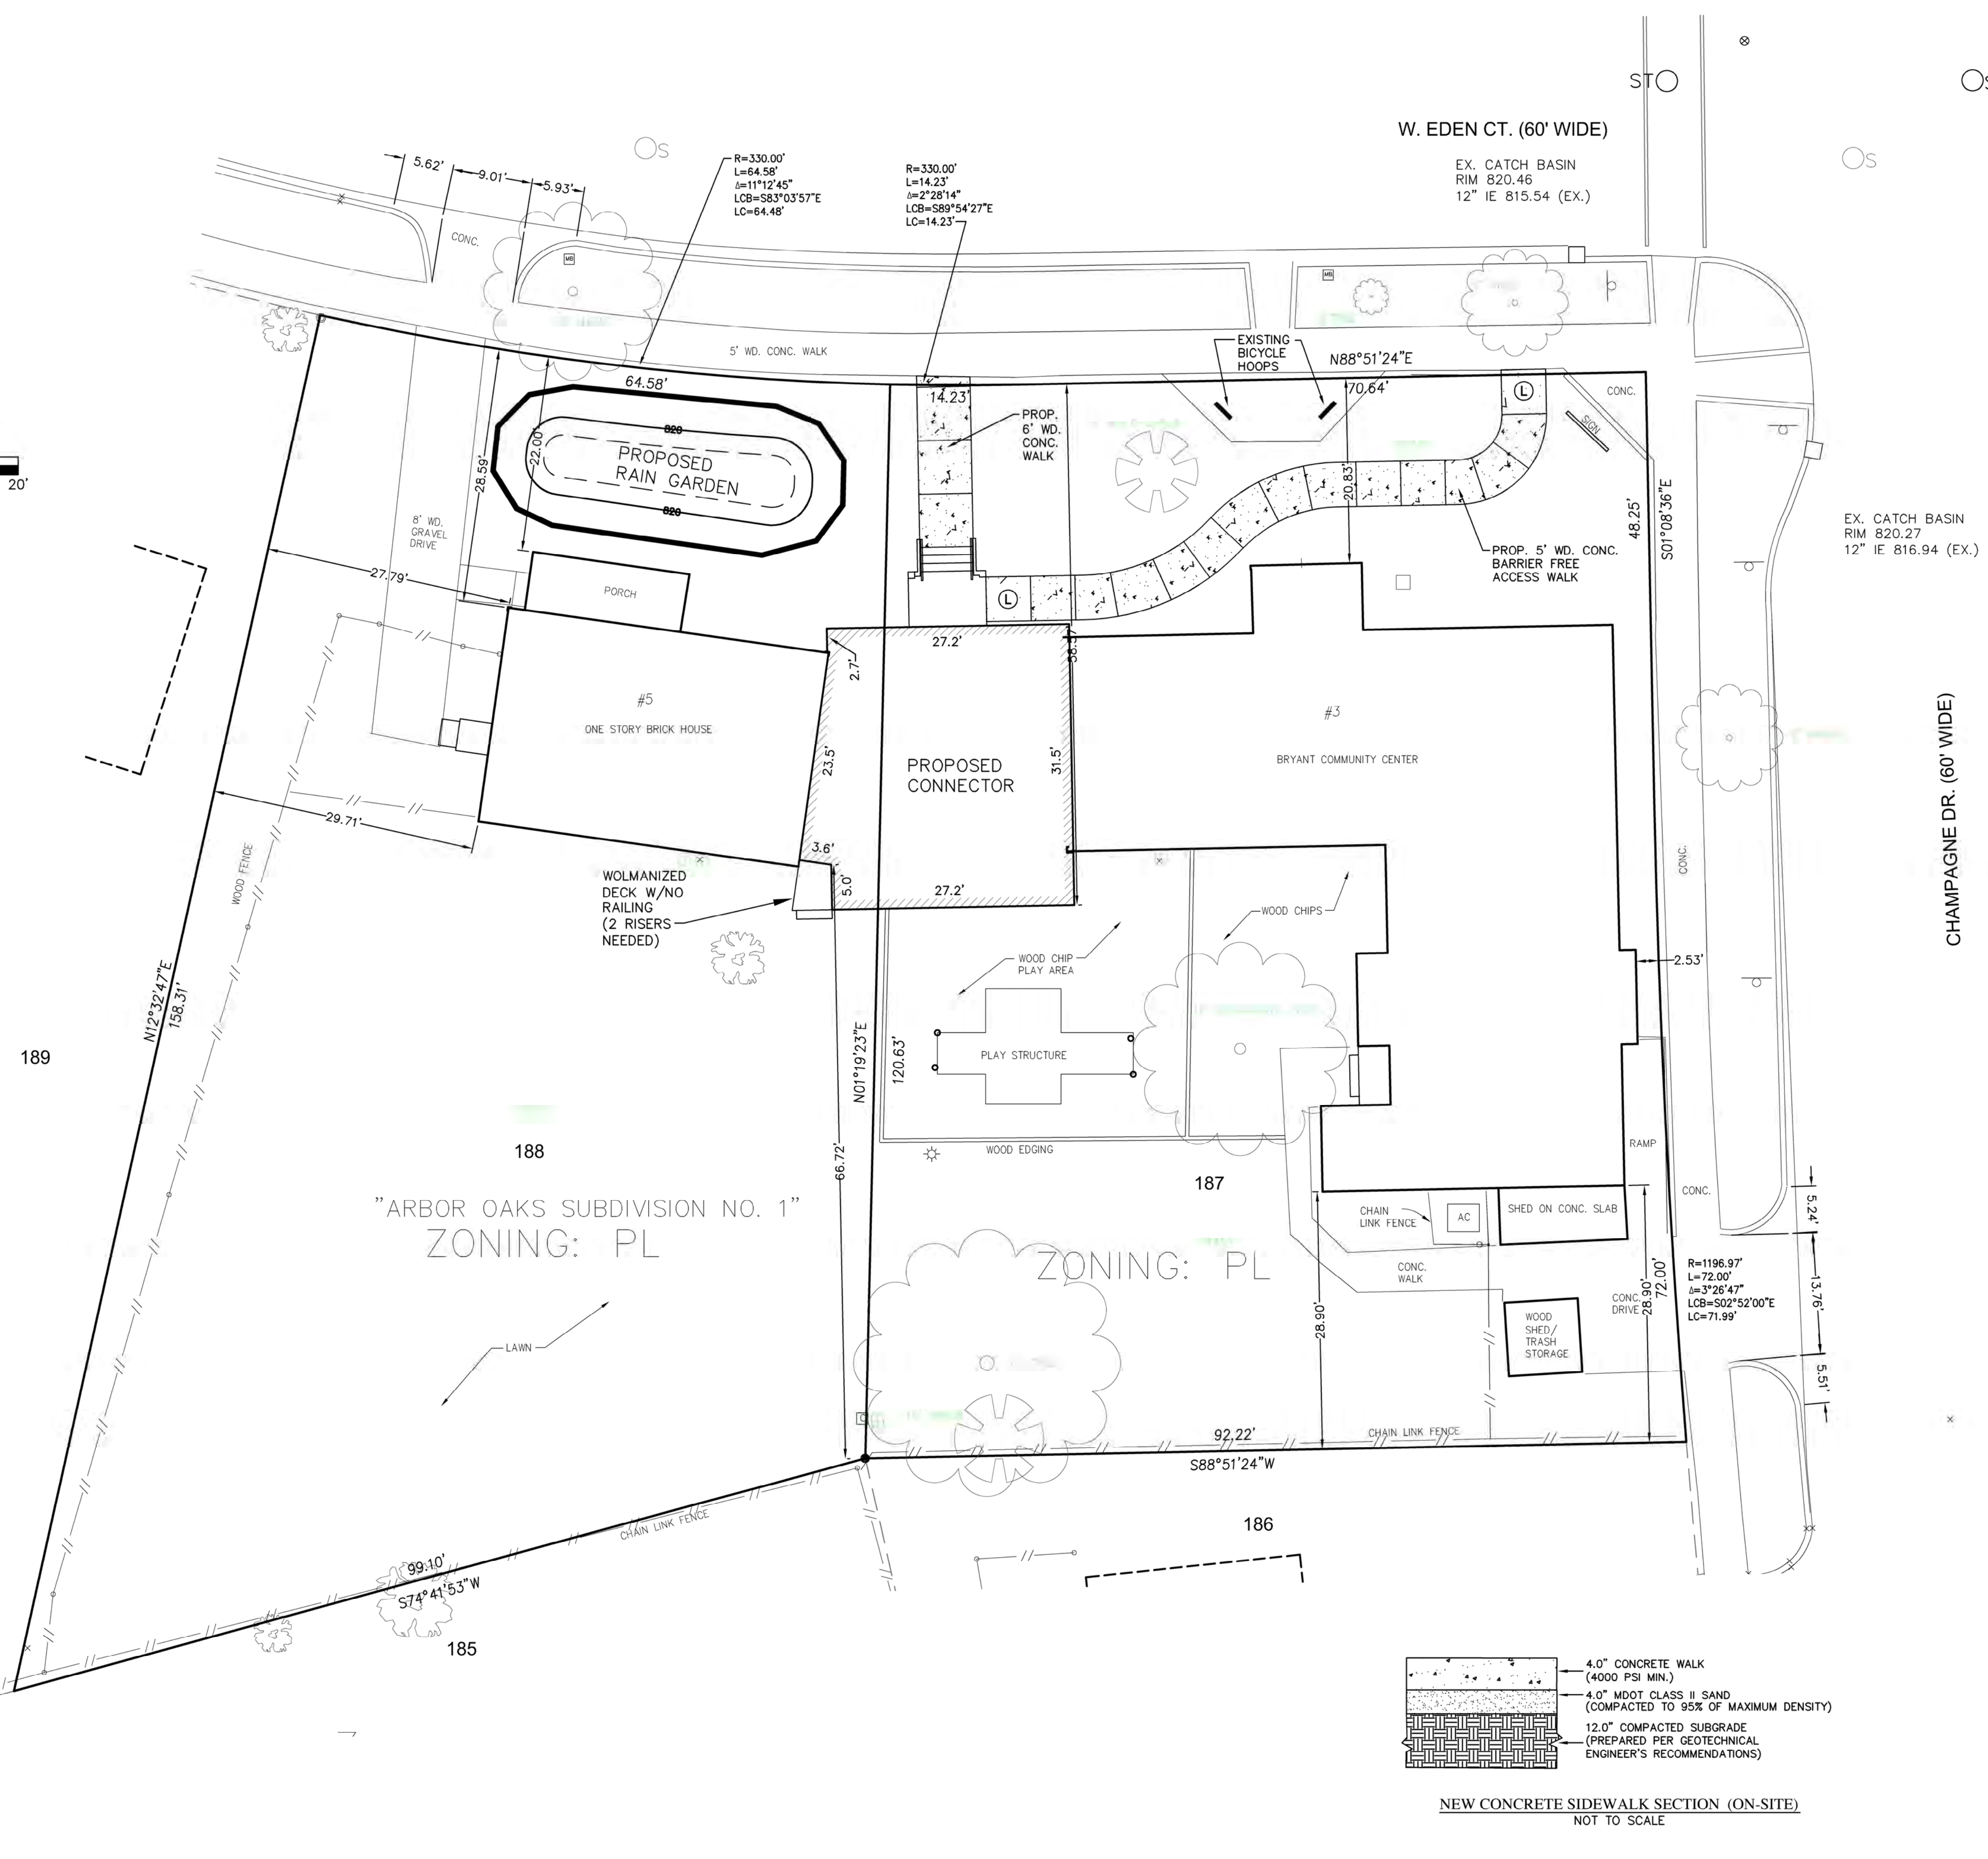 ST
S
W. EDEN CT. (60' WIDE)
S
R=330.00'
L=64.58'
Δ=11°12'45"
LCB=S83°03'57"E
LC=64.48'
R=330.00'
L=14.23'
Δ=2°28'14"
LCB=S89°54'27"E
LC=14.23'
EX. CATCH BASIN
RIM 820.46
12" IE 815.54 (EX.)
S
5.62'
9.01'
5.93'
CONC.
MB
MB
5' WD. CONC. WALK
EXISTING
BICYCLE
HOOPS
N88°51'24"E
70.64'
64.58'
14.23'
L
CONC.
SIGN
PROP.
6' WD.
CONC.
WALK
820
PROPOSED
RAIN GARDEN
820
22.00'
28.59'
20.83'
48.25'
S01°08'36"E
20'
8' WD.
GRAVEL
DRIVE
EX. CATCH BASIN
RIM 820.27
12" IE 816.94 (EX.)
PROP. 5' WD. CONC.
BARRIER FREE
ACCESS WALK
27.79'
PORCH
L
27.2'
2.7'
#5
ONE STORY BRICK HOUSE
#3
BRYANT COMMUNITY CENTER
23.5'
31.5'
PROPOSED
CONNECTOR
CHAMPAGNE DR. (60' WIDE)
29.71'
WOOD FENCE
3.6'
5.0'
27.2'
CONC.
WOLMANIZED
DECK W/NO
RAILING
(2 RISERS
NEEDED)
WOOD CHIPS
WOOD CHIP
PLAY AREA
2.53'
N12°32'47"E
158.31'
189
N01°19'23"E
120.63'
PLAY STRUCTURE
66.72'
WOOD EDGING
RAMP
188
187
"ARBOR OAKS SUBDIVISION NO. 1"
ZONING: PL
ZONING: PL
CHAIN
LINK FENCE
AC
SHED ON CONC. SLAB
CONC.
5.24'
CONC.
WALK
CONC.
DRIVE
28.90'
72.00'
R=1196.97'
L=72.00'
Δ=3°26'47"
LCB=S02°52'00"E
LC=71.99'
13.76'
28.90'
WOOD
SHED/
TRASH
STORAGE
LAWN
5.51'
92.22'
CHAIN LINK FENCE
S88°51'24"W
CHAIN LINK FENCE
186
99.10'
S74°41'53"W
185
4.0" CONCRETE WALK
(4000 PSI MIN.)
4.0" MDOT CLASS II SAND
(COMPACTED TO 95% OF MAXIMUM DENSITY)
12.0" COMPACTED SUBGRADE
(PREPARED PER GEOTECHNICAL
ENGINEER'S RECOMMENDATIONS)
NEW CONCRETE SIDEWALK SECTION (ON-SITE)
NOT TO SCALE